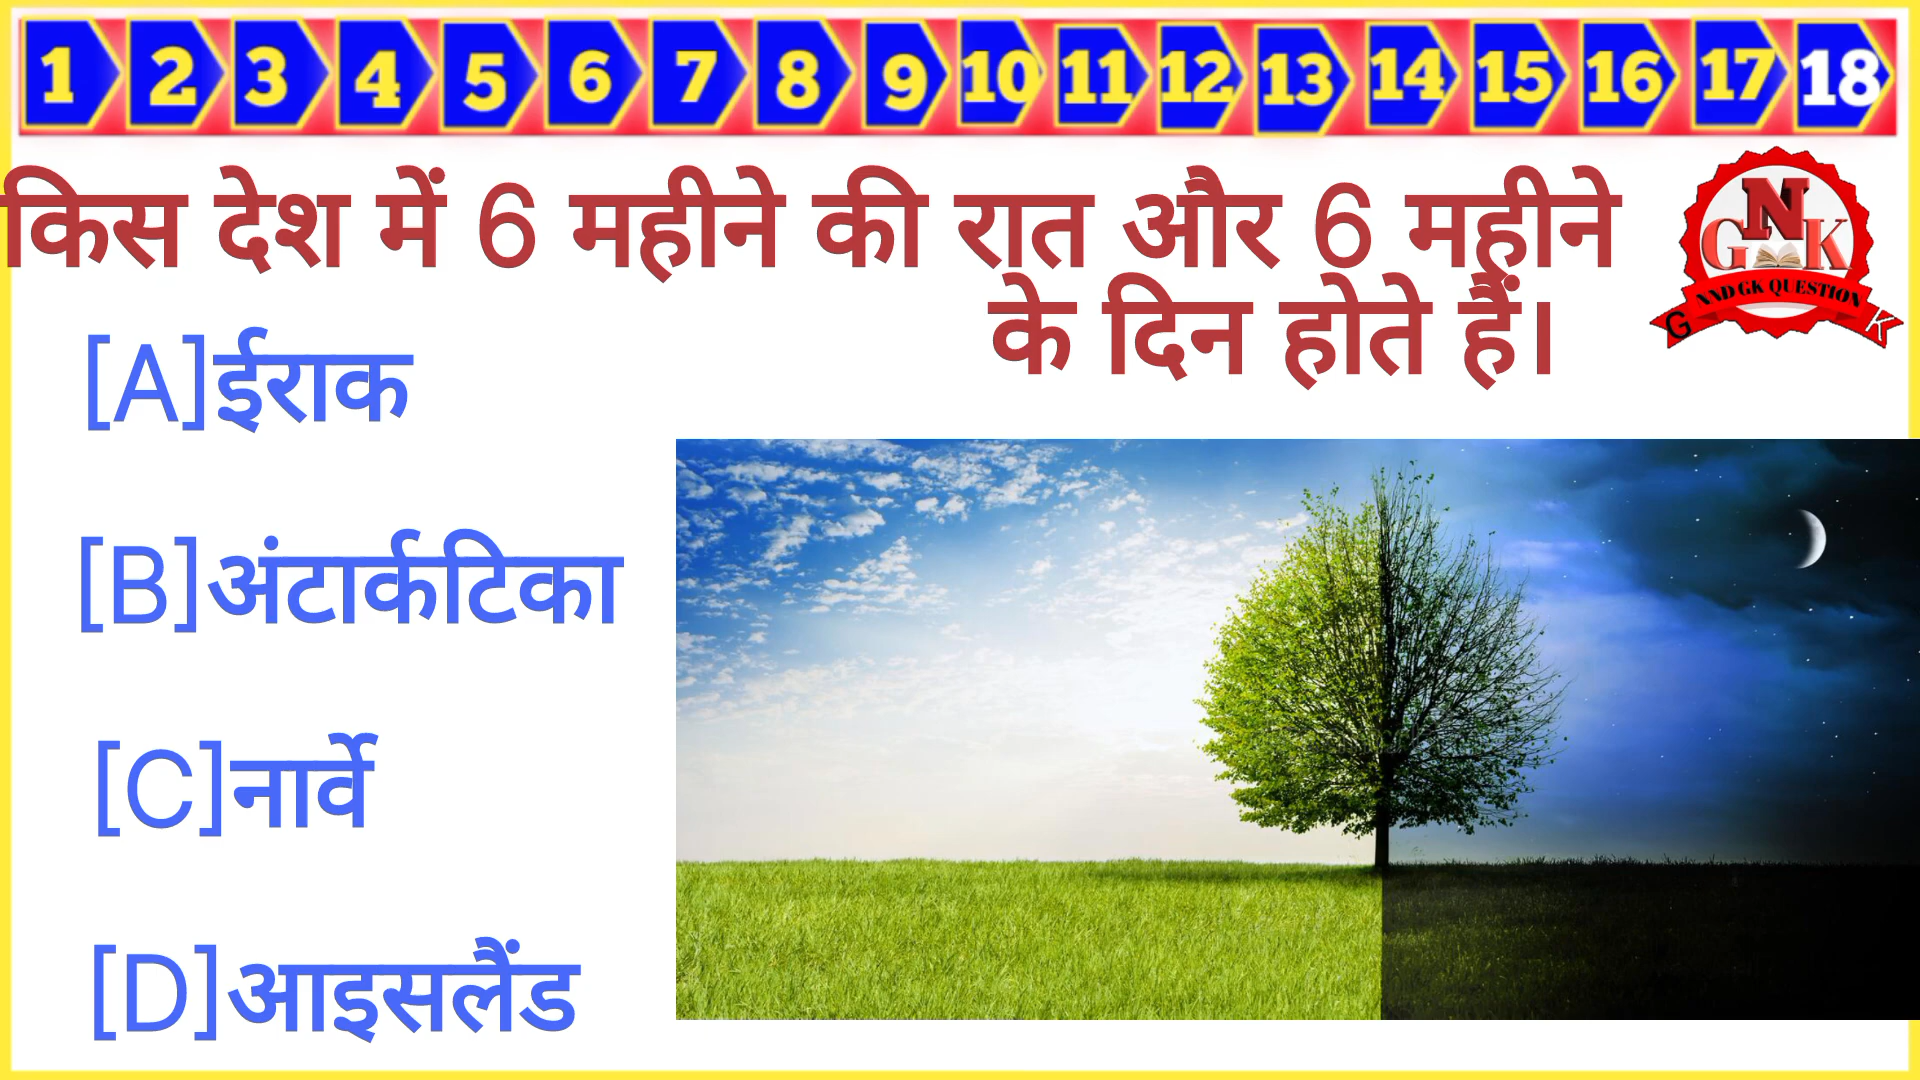 1 2 3 4 5 6 7 8 9 10 11 12 13 14 15 16 17 18
किस देश में 6 महीने की रात और 6 महीने
के दिन होते हैं।
N
G K
NND GK QUESTION
G K
[A]ईराक
[B]अंटार्कटिका
[C]नार्वे
[D]आइसलैंड